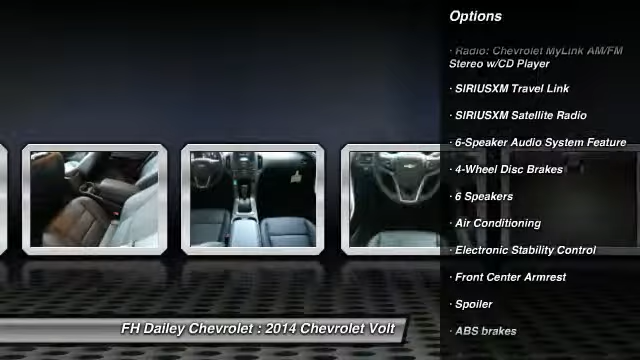 Options
· Radio: Chevrolet MyLink AM/FM
Stereo w/CD Player
· SIRIUSXM Travel Link
· SIRIUSXM Satellite Radio
· 6-Speaker Audio System Feature
· 4-Wheel Disc Brakes
· 6 Speakers
· Air Conditioning
· Electronic Stability Control
· Front Center Armrest
· Spoiler
· ABS brakes
FH Dailey Chevrolet : 2014 Chevrolet Volt